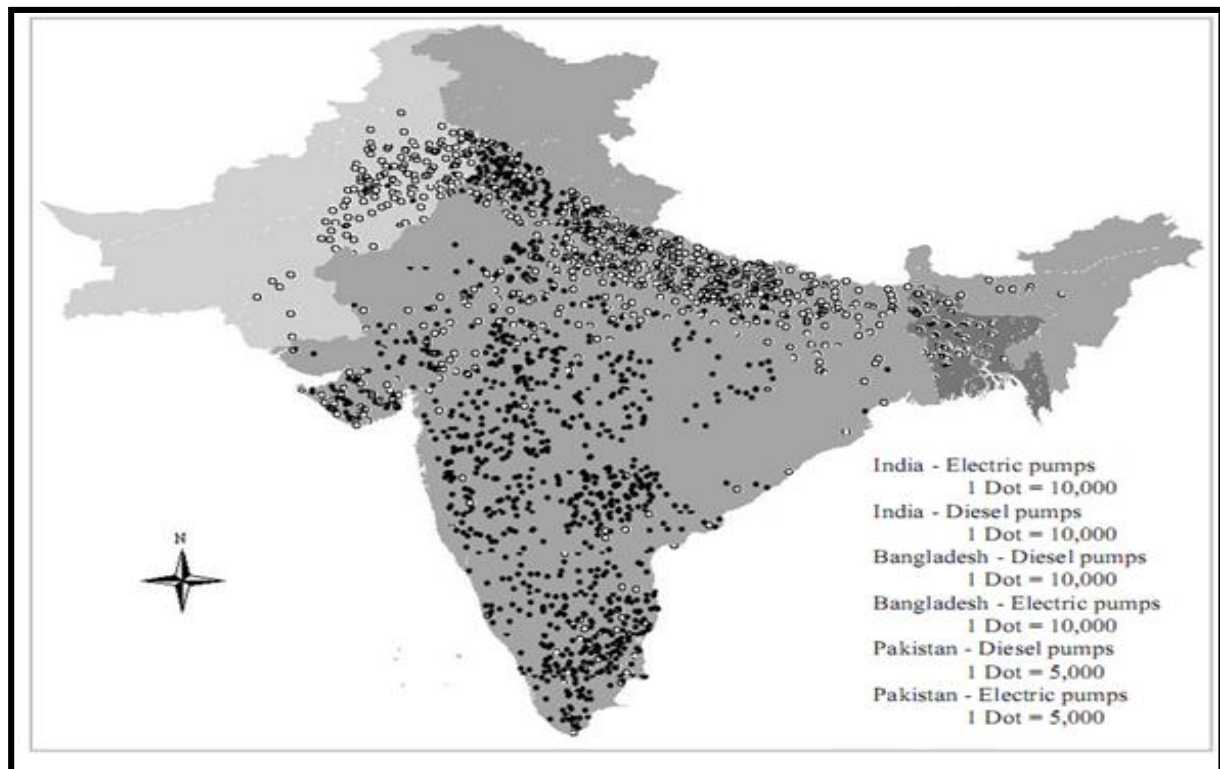 N
India - Electric pumps
1 Dot = 10,000
India - Diesel pumps
1 Dot = 10,000
Bangladesh - Diesel pumps
1 Dot = 10,000
Bangladesh - Electric pumps
1 Dot = 10,000
Pakistan - Diesel pumps
1 Dot = 5,000
Pakistan - Electric pumps
1 Dot = 5,000